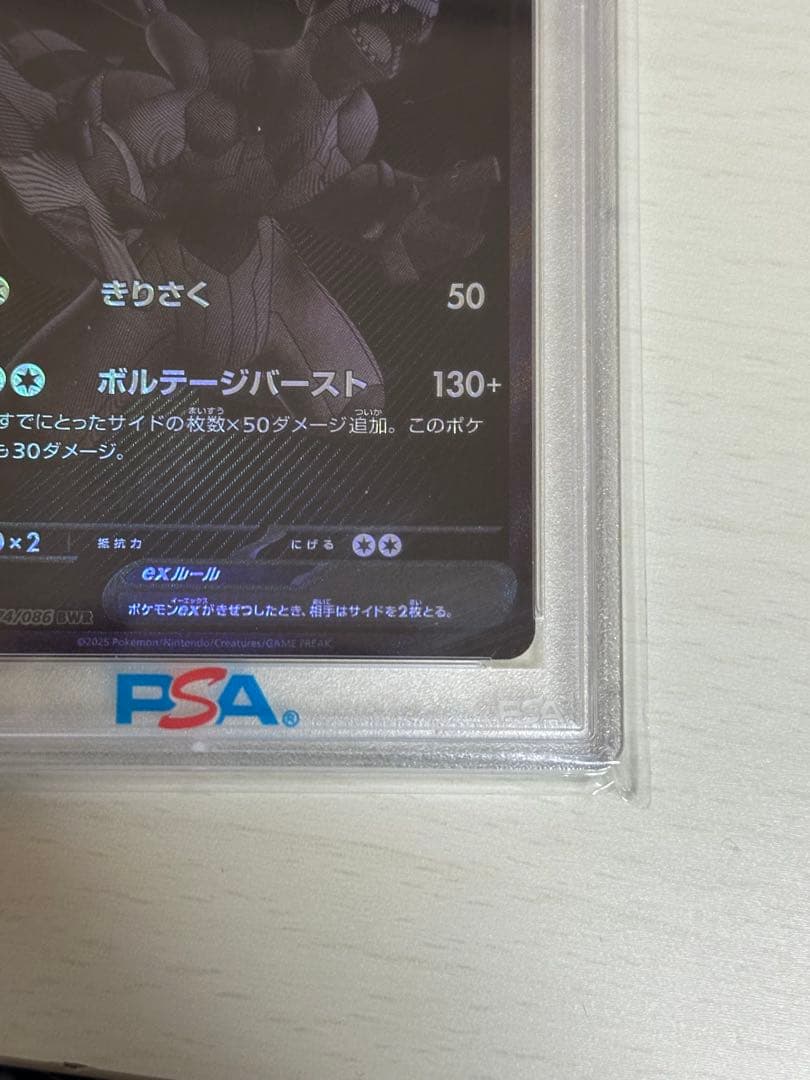 きりさく 50
ボルテージバースト 130+
すでにとったサイドの枚数×50ダメージ追加。このポケ
も30ダメージ。
×2 抵抗力 にげる
exルール
ポケモンexがきぜつしたとき、相手はサイドを2枚とる。
74/086 BWR
©2025 Pokémon/Nintendo/Creatures/GAME FREAK
PSA®
PSA